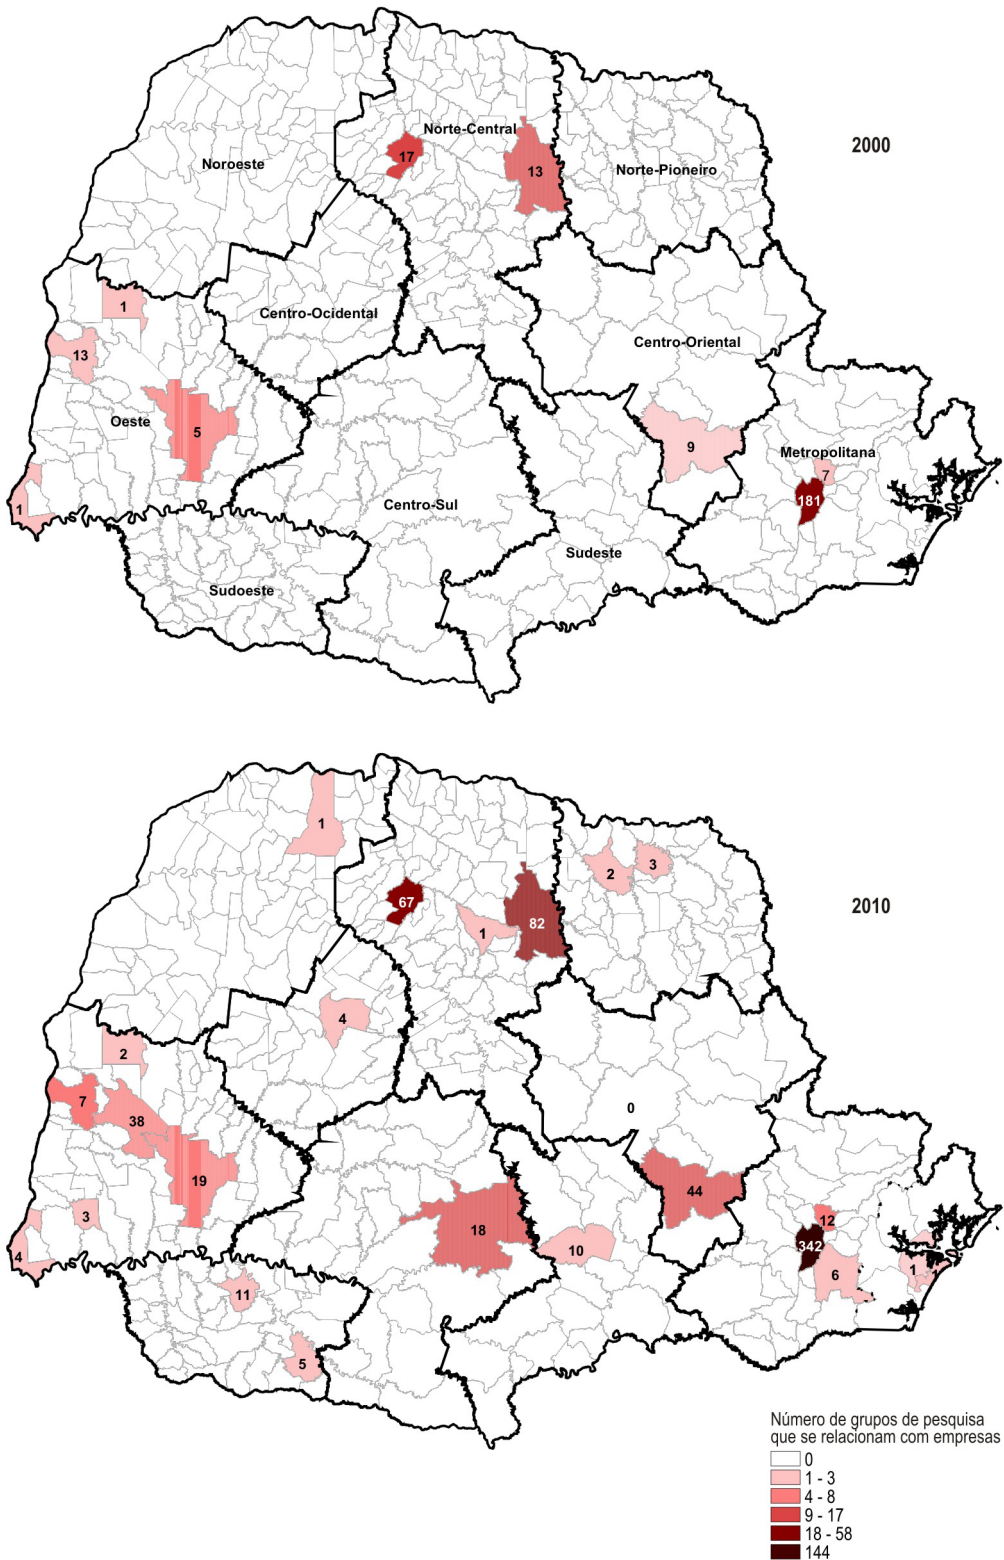 2000
Norte-Central
17
13
Noroeste
Norte-Pioneiro
1
13
Centro-Ocidental
Centro-Oriental
Oeste
5
9
Metropolitana
7
181
1
Centro-Sul
Sudeste
Sudoeste
2010
1
67
1
82
2
3
4
2
7
38
0
19
44
3
18
10
12
342
4
6
1
1
11
5
Número de grupos de pesquisa
que se relacionam com empresas
0
1 - 3
4 - 8
9 - 17
18 - 58
144